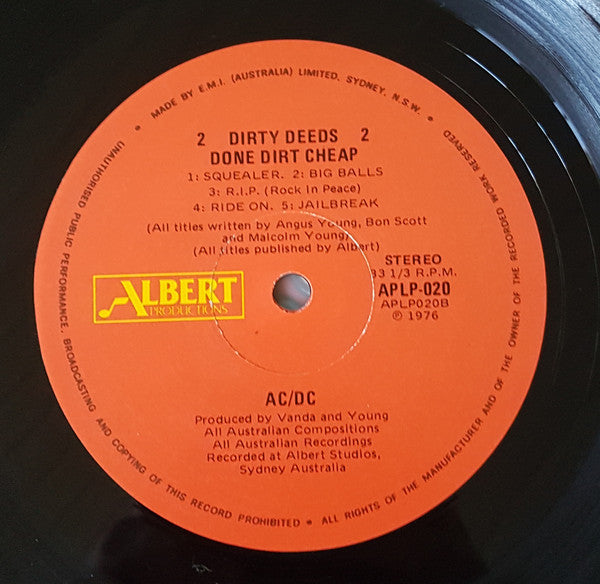 MADE BY E.M.I. (AUSTRALIA) LIMITED, SYDNEY, N.S.W.
2 DIRTY DEEDS 2
DONE DIRT CHEAP
1: SQUEALER. 2: BIG BALLS
3: R.I.P. (Rock In Peace)
4: RIDE ON. 5: JAILBREAK
(All titles written by Angus Young, Bon Scott
and Malcolm Young)
(All titles published by Albert)
STEREO
33 1/3 R.P.M.
ALBERT
PRODUCTIONS
APLP-020
APLP020B
℗ 1976
AC/DC
Produced by Vanda and Young
All Australian Compositions
All Australian Recordings
Recorded at Albert Studios,
Sydney Australia
UNAUTHORISED PUBLIC PERFORMANCE, BROADCASTING AND COPYING OF THIS RECORD PROHIBITED * ALL RIGHTS OF THE MANUFACTURER AND OF THE OWNER OF THE RECORDED WORK RESERVED